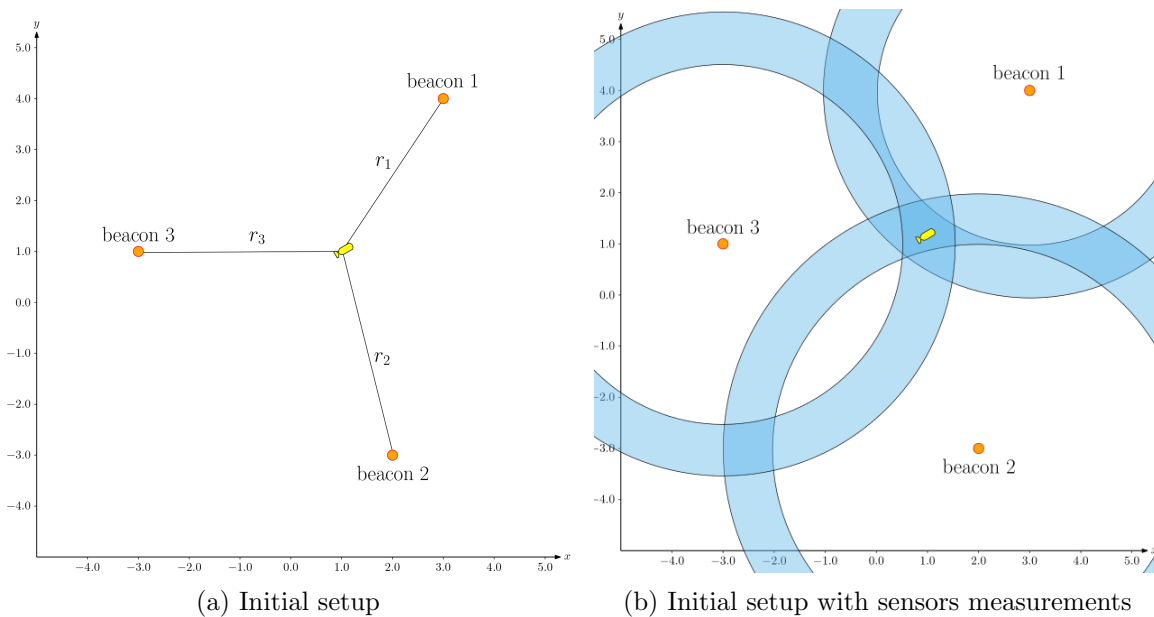 y
5.0
4.0
3.0
2.0
1.0
0.0
−1.0
−2.0
−3.0
−4.0
−4.0 −3.0 −2.0 −1.0 0.0 1.0 2.0 3.0 4.0 5.0 x
beacon 1
r1
beacon 3
r3
r2
beacon 2
(a) Initial setup
y
5.0
4.0
3.0
2.0
1.0
0.0
−1.0
−2.0
−3.0
−4.0
−4.0 −3.0 −2.0 −1.0 0.0 1.0 2.0 3.0 4.0 5.0 x
beacon 1
beacon 3
beacon 2
(b) Initial setup with sensors measurements